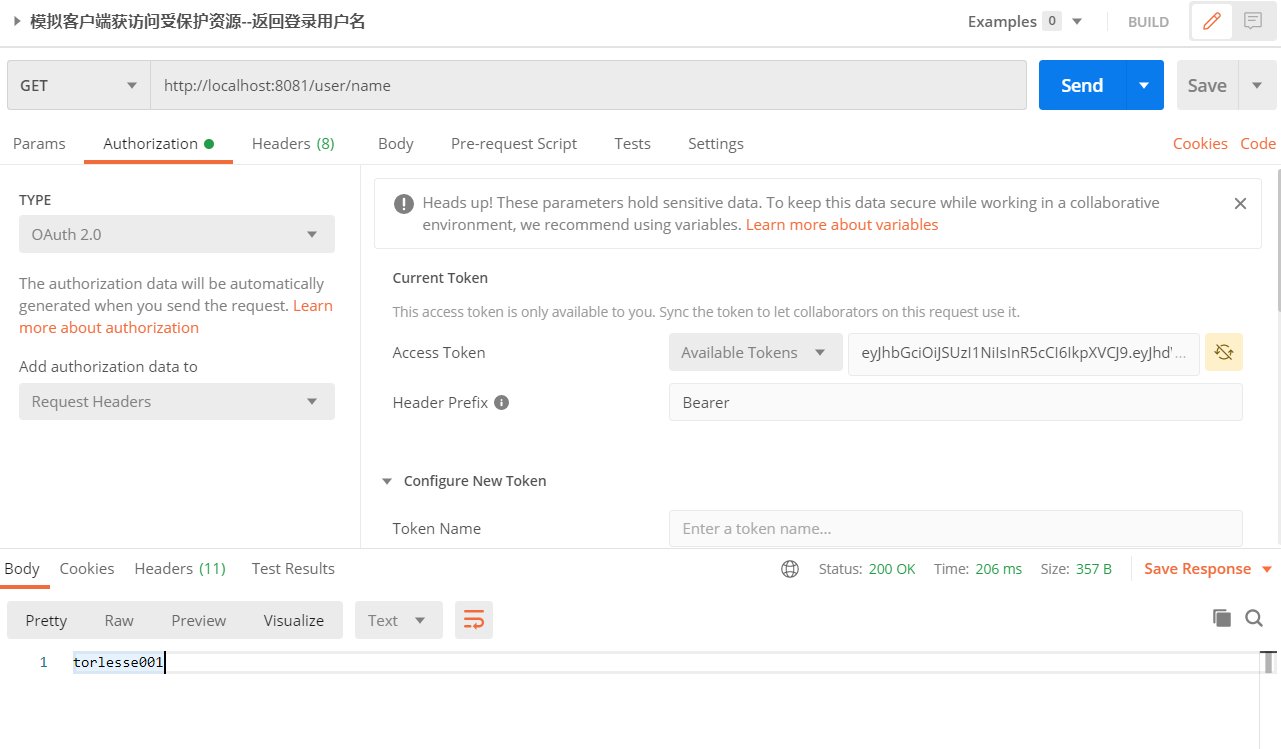 模拟客户端获访问受保护资源--返回登录用户名
Examples 0
BUILD
GET
http://localhost:8081/user/name
Send
Save
Params
Authorization
Headers (8)
Body
Pre-request Script
Tests
Settings
Cookies
Code
TYPE
OAuth 2.0
The authorization data will be automatically
generated when you send the request. Learn
more about authorization
Add authorization data to
Request Headers
Heads up! These parameters hold sensitive data. To keep this data secure while working in a collaborative
environment, we recommend using variables. Learn more about variables
Current Token
This access token is only available to you. Sync the token to let collaborators on this request use it.
Access Token
Available Tokens
eyJhbGciOiJSUzI1NiIsInR5cCI6IkpXVCJ9.eyJhd'...
Header Prefix
Bearer
Configure New Token
Token Name
Enter a token name...
Body
Cookies
Headers (11)
Test Results
Status: 200 OK
Time: 206 ms
Size: 357 B
Save Response
Pretty
Raw
Preview
Visualize
Text
1
torlesse001